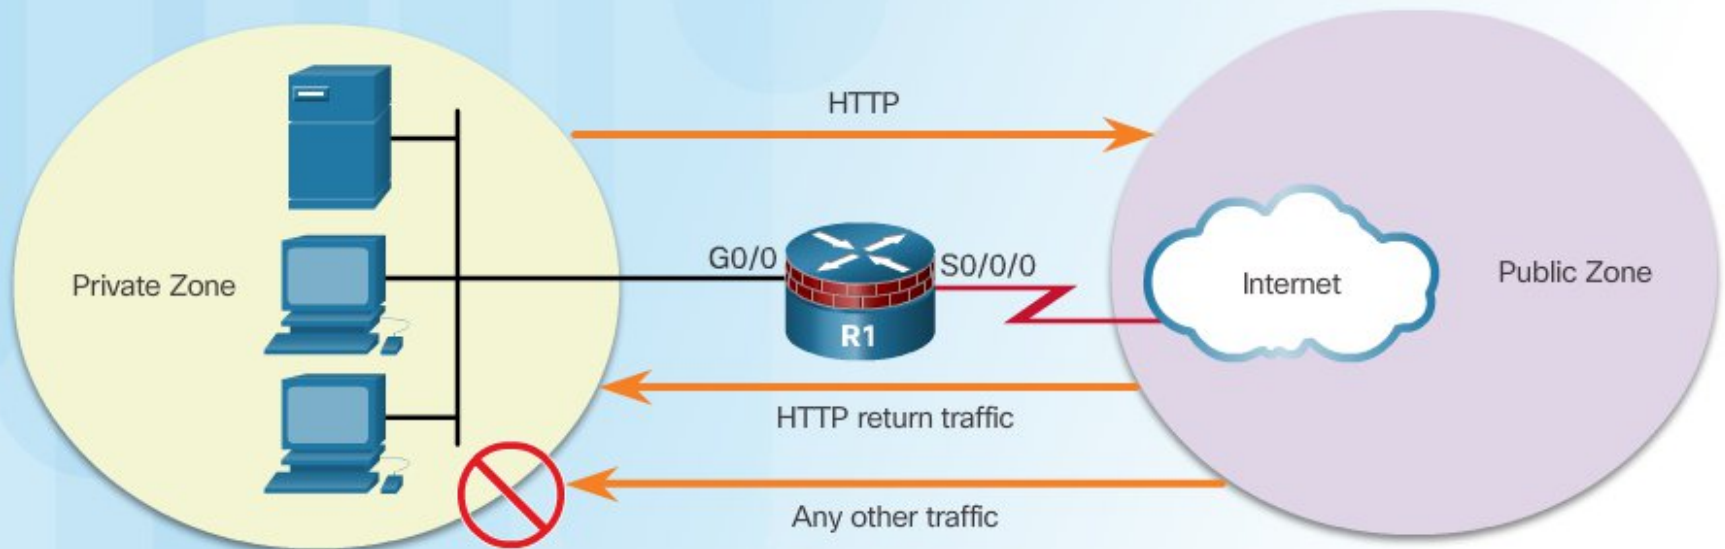 HTTP
Private Zone
G0/0
S0/0/0
R1
Internet
Public Zone
HTTP return traffic
Any other traffic